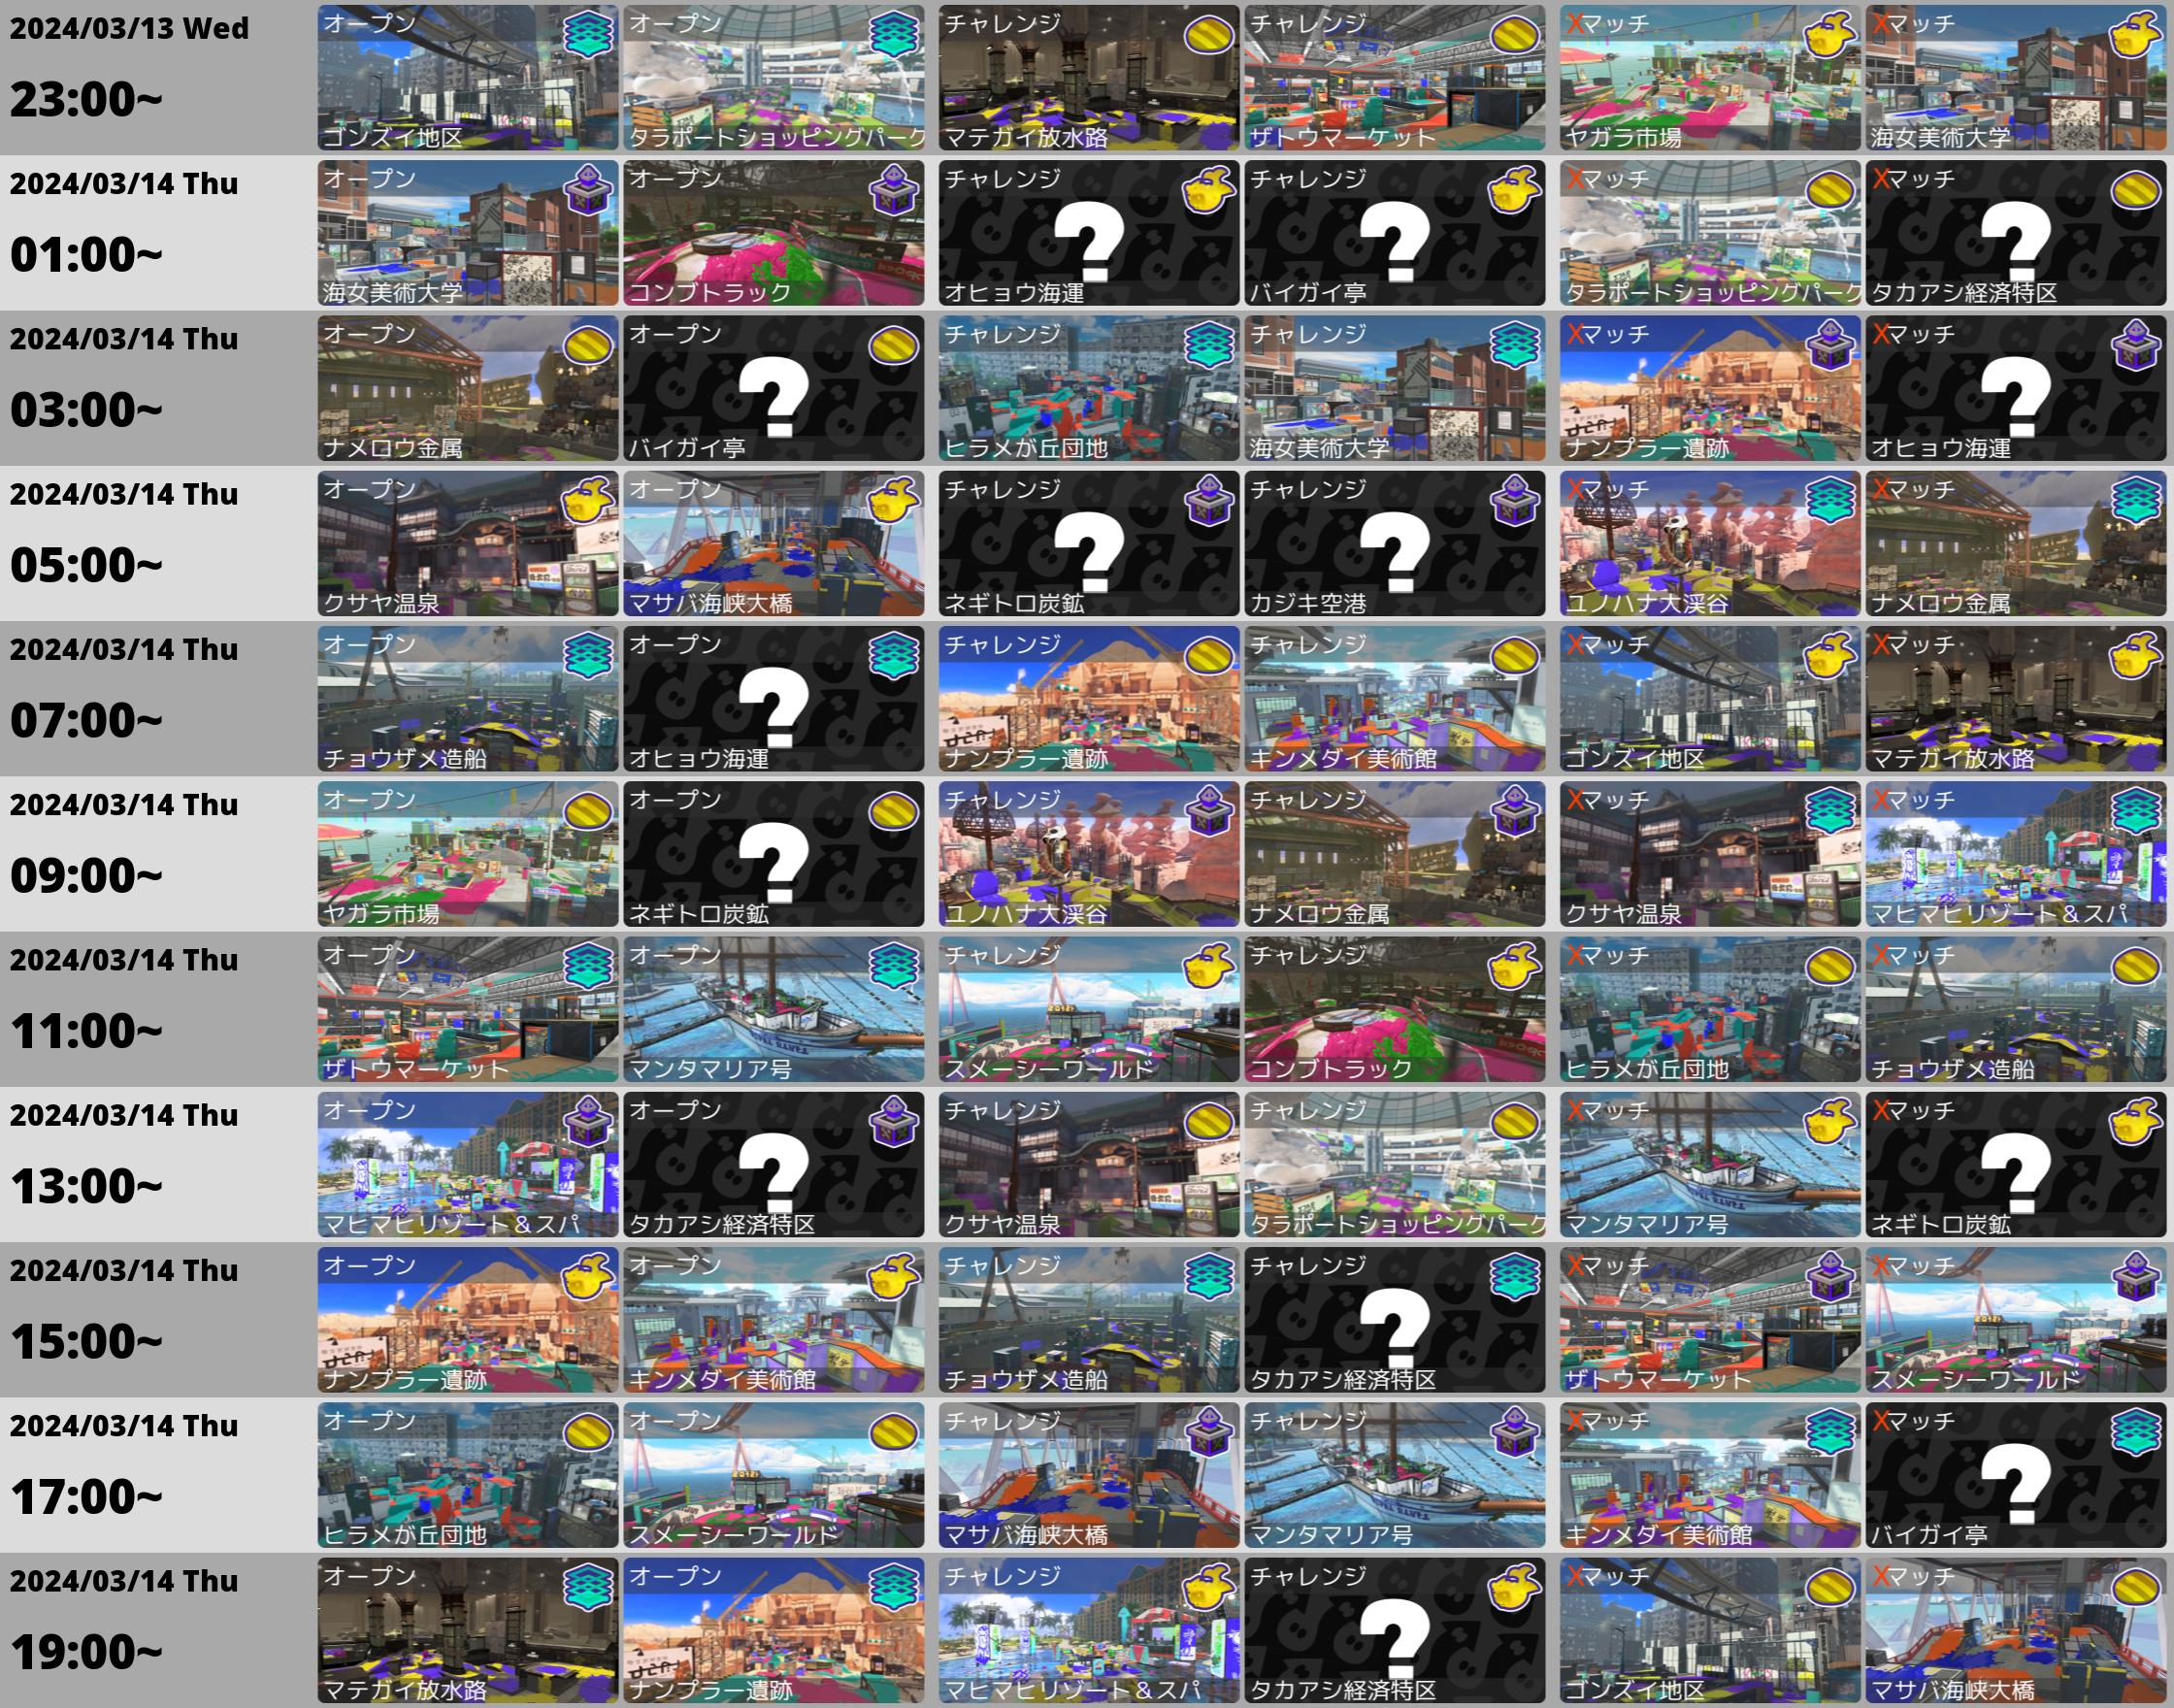 2024/03/13 Wed
23:00~
オープン
ゴンズイ地区
オープン
タラポートショッピングパーク
チャレンジ
マテガイ放水路
チャレンジ
ザトウマーケット
Xマッチ
ヤガラ市場
Xマッチ
海女美術大学
2024/03/14 Thu
01:00~
オープン
海女美術大学
オープン
コンブトラック
チャレンジ
?
オヒョウ海運
チャレンジ
?
バイガイ亭
Xマッチ
タラポートショッピングパーク
Xマッチ
?
タカアシ経済特区
2024/03/14 Thu
03:00~
オープン
ナメロウ金属
オープン
?
バイガイ亭
チャレンジ
ヒラメが丘団地
チャレンジ
海女美術大学
Xマッチ
ナンプラー遺跡
Xマッチ
?
オヒョウ海運
2024/03/14 Thu
05:00~
オープン
クサヤ温泉
オープン
マサバ海峡大橋
チャレンジ
?
ネギトロ炭鉱
チャレンジ
?
カジキ空港
Xマッチ
ユノハナ大渓谷
Xマッチ
ナメロウ金属
2024/03/14 Thu
07:00~
オープン
チョウザメ造船
オープン
?
オヒョウ海運
チャレンジ
ナンプラー遺跡
チャレンジ
キンメダイ美術館
Xマッチ
ゴンズイ地区
Xマッチ
マテガイ放水路
2024/03/14 Thu
09:00~
オープン
ヤガラ市場
オープン
?
ネギトロ炭鉱
チャレンジ
ユノハナ大渓谷
チャレンジ
ナメロウ金属
Xマッチ
クサヤ温泉
Xマッチ
マヒマヒリゾート＆スパ
2024/03/14 Thu
11:00~
オープン
ザトウマーケット
オープン
マンタマリア号
チャレンジ
スメーシーワールド
チャレンジ
コンブトラック
Xマッチ
ヒラメが丘団地
Xマッチ
チョウザメ造船
2024/03/14 Thu
13:00~
オープン
マヒマヒリゾート＆スパ
オープン
?
タカアシ経済特区
チャレンジ
クサヤ温泉
チャレンジ
タラポートショッピングパーク
Xマッチ
マンタマリア号
Xマッチ
?
ネギトロ炭鉱
2024/03/14 Thu
15:00~
オープン
ナンプラー遺跡
オープン
キンメダイ美術館
チャレンジ
チョウザメ造船
チャレンジ
?
タカアシ経済特区
Xマッチ
ザトウマーケット
Xマッチ
スメーシーワールド
2024/03/14 Thu
17:00~
オープン
ヒラメが丘団地
オープン
スメーシーワールド
チャレンジ
マサバ海峡大橋
チャレンジ
マンタマリア号
Xマッチ
キンメダイ美術館
Xマッチ
?
バイガイ亭
2024/03/14 Thu
19:00~
オープン
マテガイ放水路
オープン
ナンプラー遺跡
チャレンジ
マヒマヒリゾート＆スパ
チャレンジ
?
タカアシ経済特区
Xマッチ
ゴンズイ地区
Xマッチ
マサバ海峡大橋